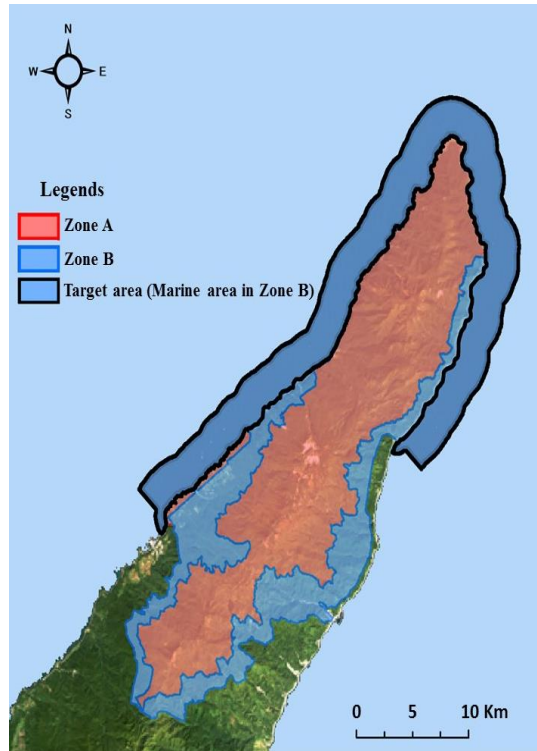 N
W E
S
Legends
Zone A
Zone B
Target area (Marine area in Zone B)
0 5 10 Km